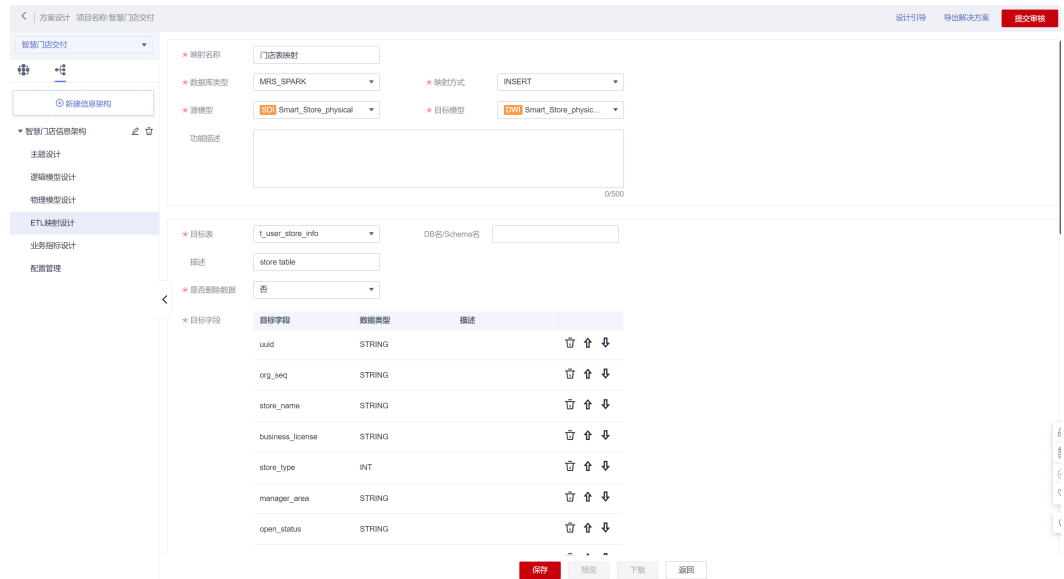 方案设计 项目名称:智慧门店交付 设计引导 导出解决方案 提交审核
智慧门店交付
新建信息架构
智慧门店信息架构
主题设计
逻辑模型设计
物理模型设计
ETL映射设计
业务指标设计
配置管理
* 映射名称 门店表映射
* 数据库类型 MRS_SPARK * 映射方式 INSERT
* 源模型 SDI Smart_Store_physical * 目标模型 DWI Smart_Store_physic...
功能描述
0/500
* 目标表 t_user_store_info DB名/Schema名
描述 store table
* 是否删除数据 否
* 目标字段 目标字段 数据类型 描述
uuid STRING
org_seq STRING
store_name STRING
business_license STRING
store_type INT
manager_area STRING
open_status STRING
保存 预览 下载 返回